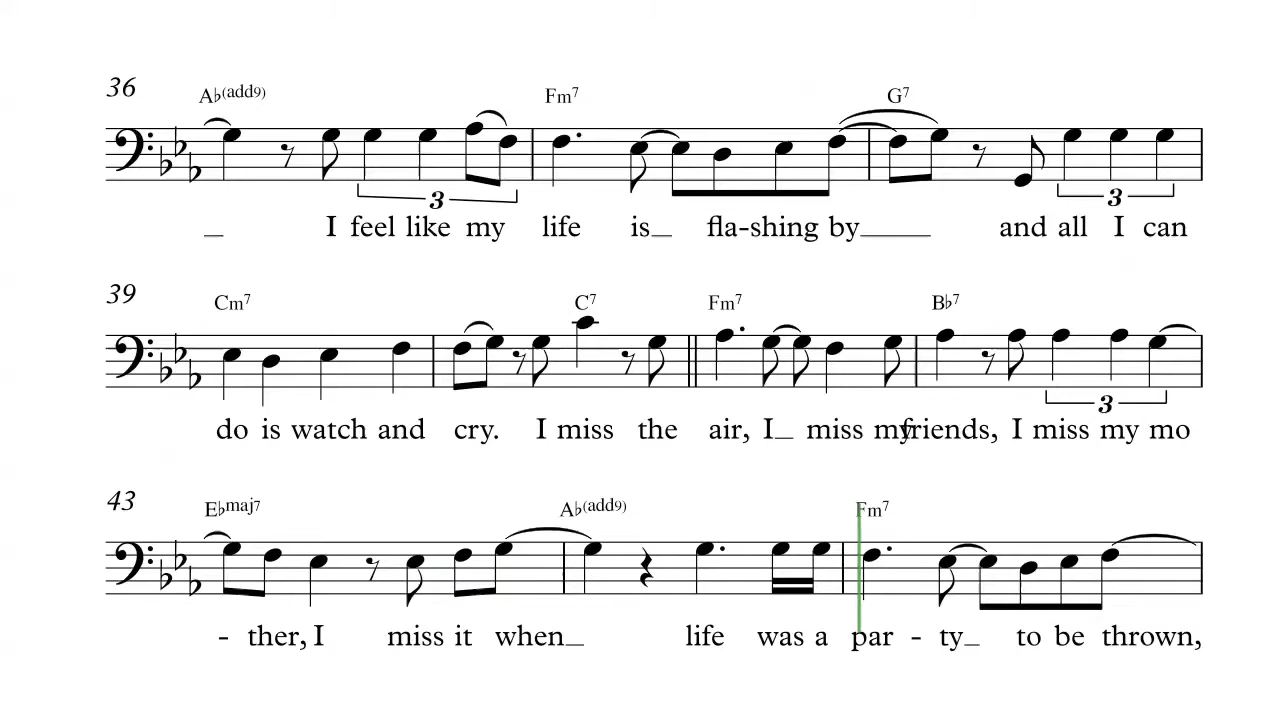 36
A♭(add9) Fm7 G7
3 3
_ I feel like my life is_ fla-shing by____ and all I can
39
Cm7 C7 Fm7 B♭7
3
do is watch and cry. I miss the air, I_ miss my friends, I miss my mo
43
E♭maj7 A♭(add9) Fm7
- ther, I miss it when_ life was a par - ty_ to be thrown,